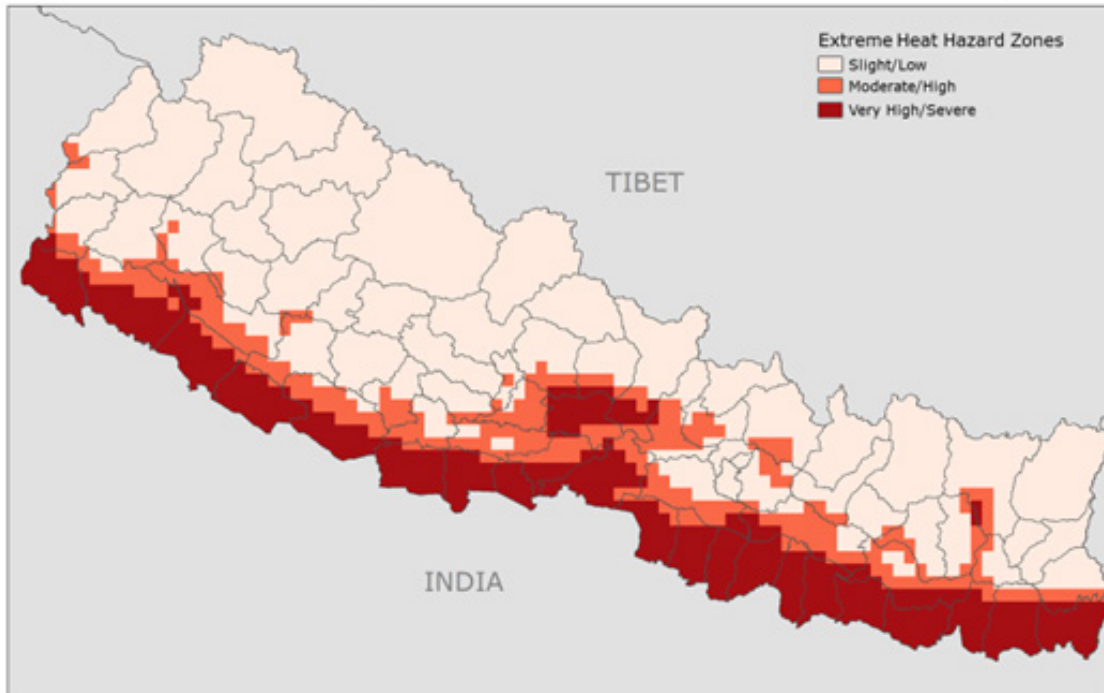 Extreme Heat Hazard Zones
Slight/Low
Moderate/High
Very High/Severe
TIBET
INDIA